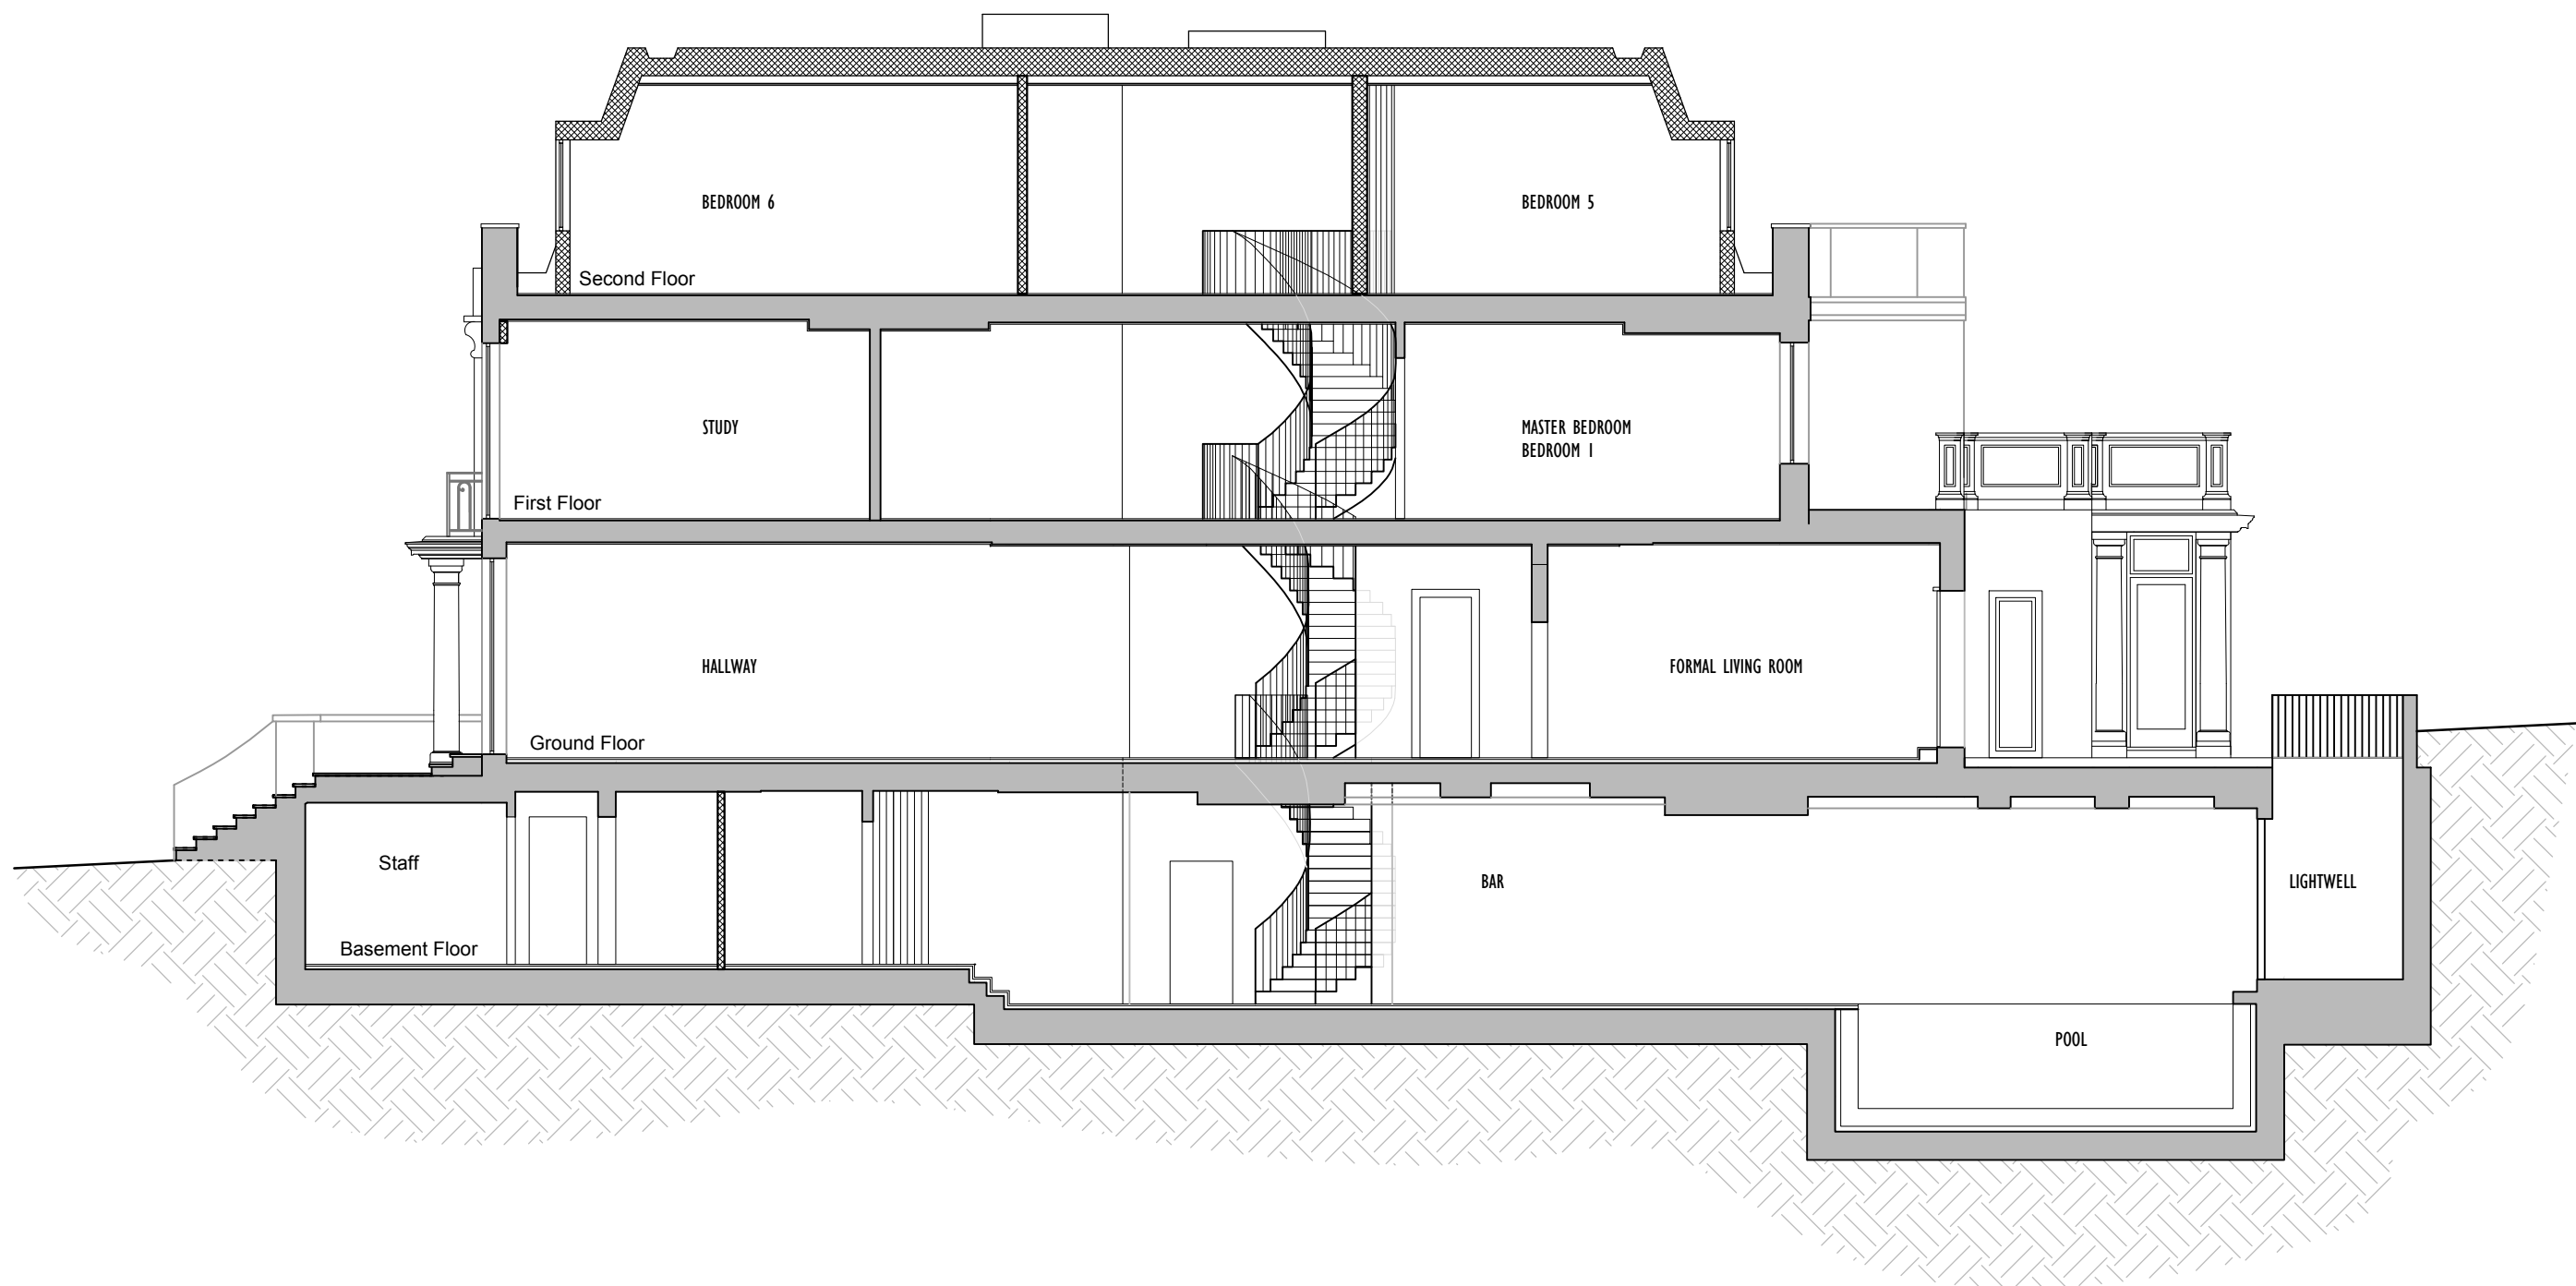 BEDROOM 6
BEDROOM 5
Second Floor
STUDY
MASTER BEDROOM
BEDROOM 1
First Floor
HALLWAY
FORMAL LIVING ROOM
Ground Floor
Staff
BAR
LIGHTWELL
Basement Floor
POOL